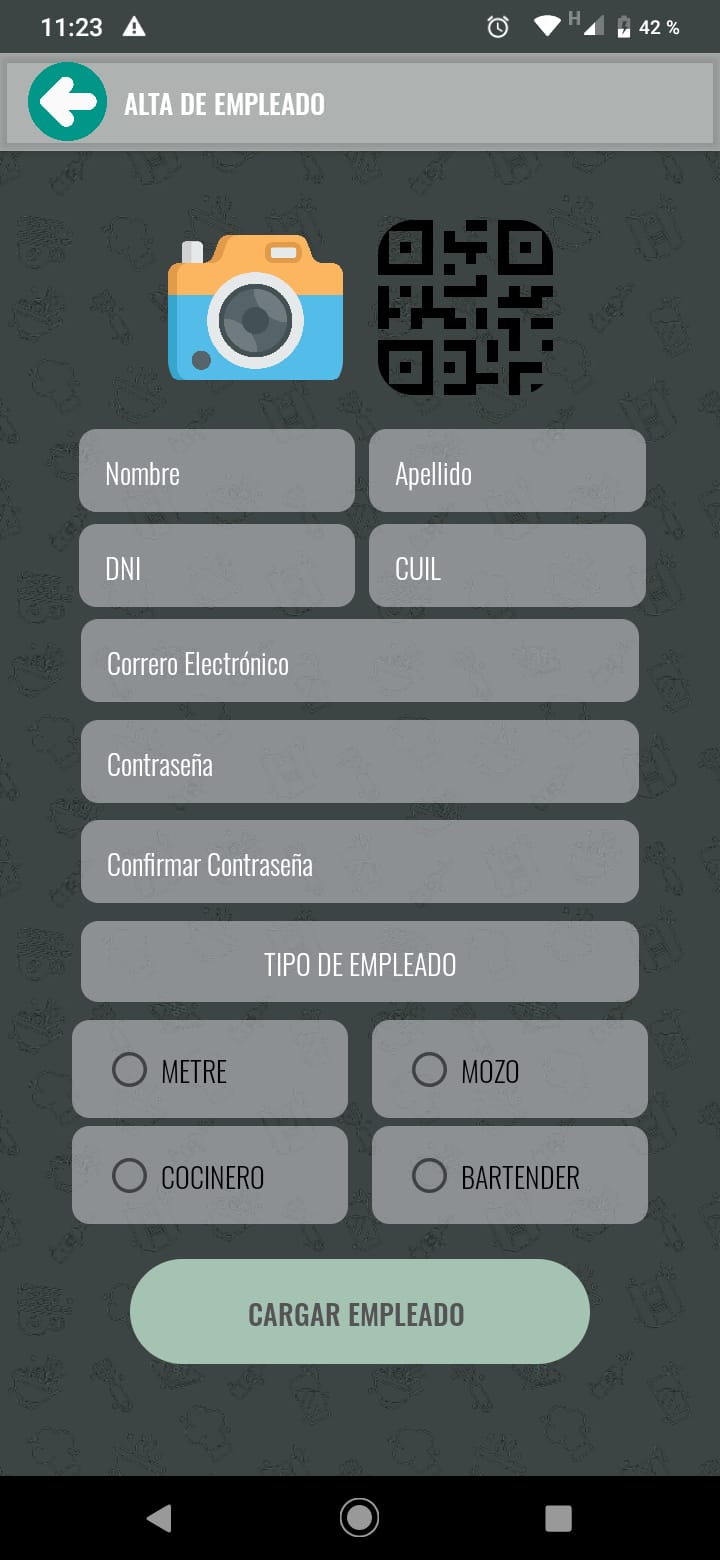 11:23 H 42 %
ALTA DE EMPLEADO
Nombre Apellido
DNI CUIL
Correro Electrónico
Contraseña
Confirmar Contraseña
TIPO DE EMPLEADO
METRE MOZO
COCINERO BARTENDER
CARGAR EMPLEADO